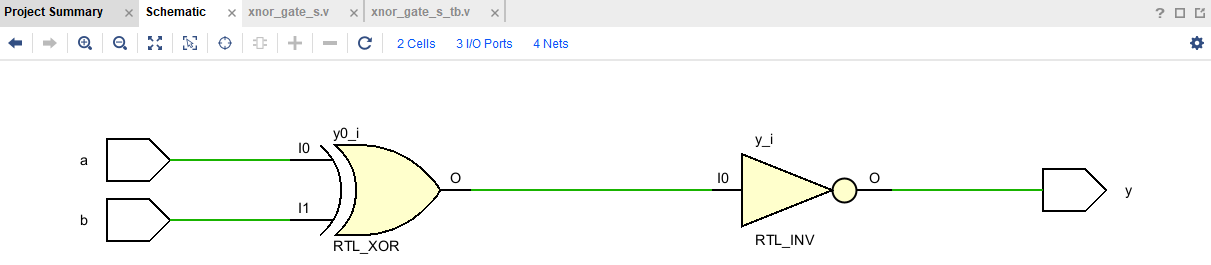 Project Summary × Schematic × xnor_gate_s.v × xnor_gate_s_tb.v × ?
2 Cells 3 I/O Ports 4 Nets
y0_i
y_i
a I0
O I0 O
y
b I1
RTL_XOR
RTL_INV